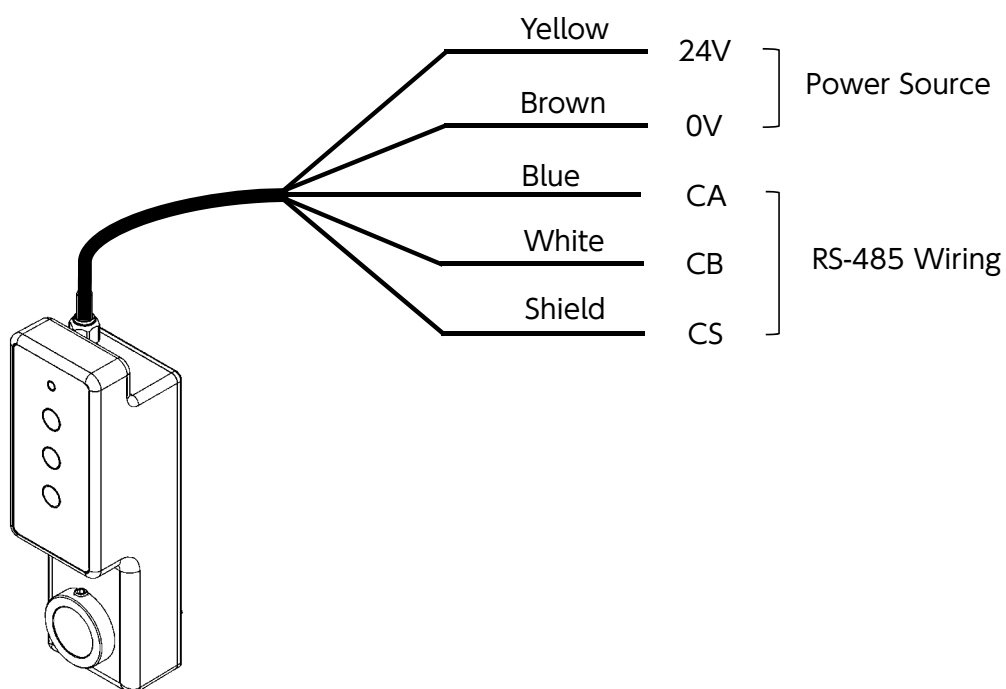 Yellow 24V
Power Source
Brown 0V
Blue CA
White CB
RS-485 Wiring
Shield CS